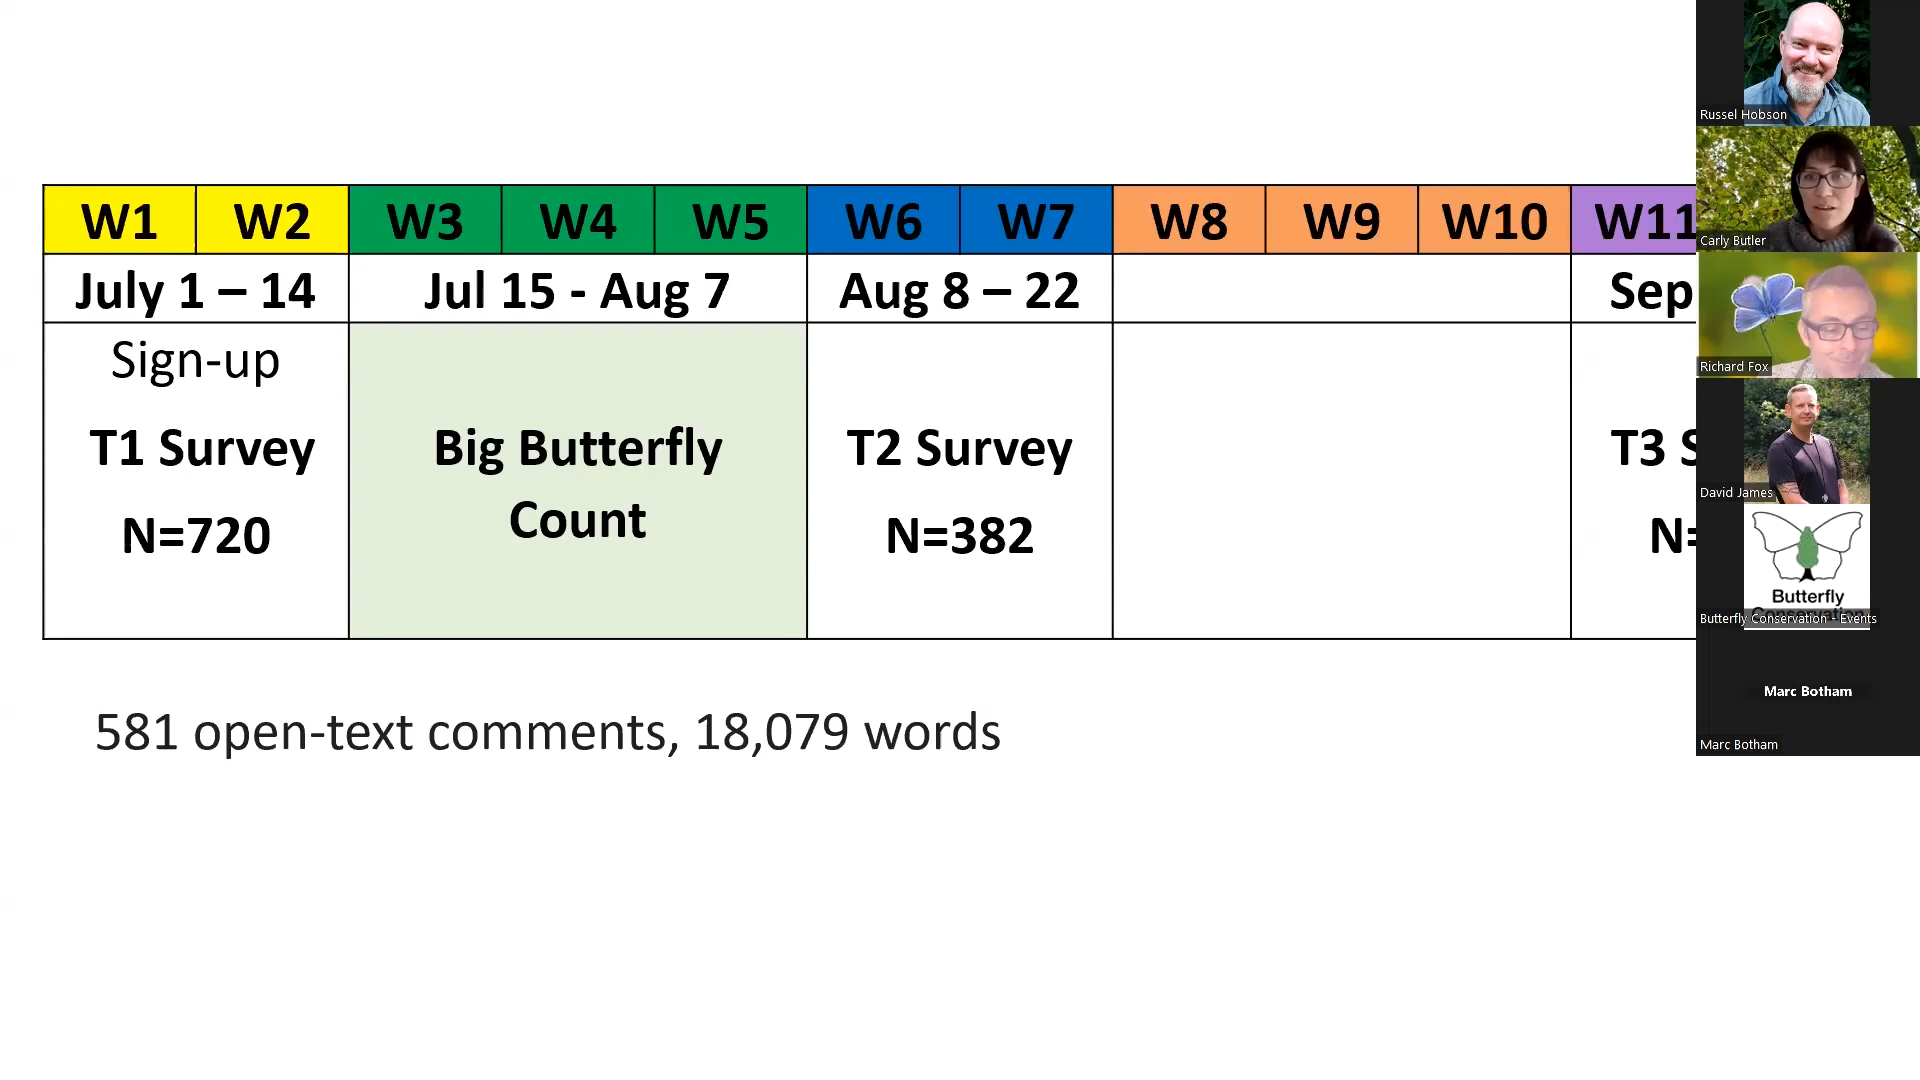 W1 W2 W3 W4 W5 W6 W7 W8 W9 W10 W11
July 1 – 14 Jul 15 - Aug 7 Aug 8 – 22 Sep
Sign-up
T1 Survey Big Butterfly T2 Survey T3 S
Count
N=720 N=382 N=
581 open-text comments, 18,079 words
Russel Hobson
Carly Butler
Richard Fox
David James
Butterfly
Conservation
Butterfly Conservation - Events
Marc Botham
Marc Botham